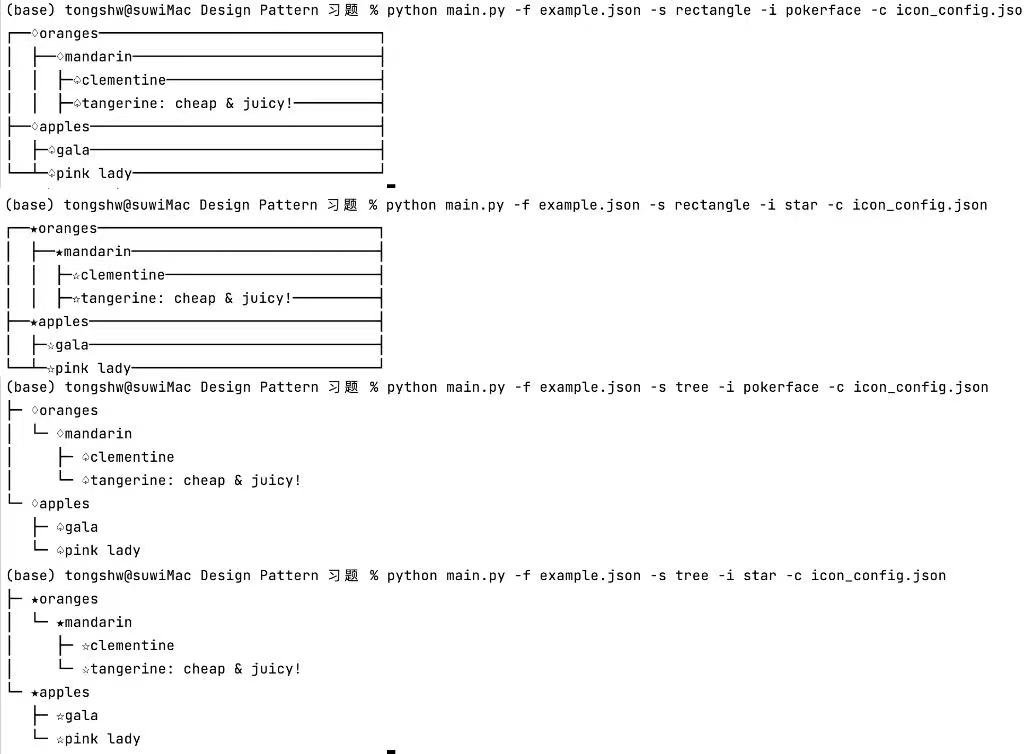 (base) tongshw@suwiMac Design Pattern 习题 % python main.py -f example.json -s rectangle -i pokerface -c icon_config.jso
┌──♢oranges─────────────────────────────────┐
│  ├──♢mandarin─────────────────────────────┤
│  │  ├─♤clementine─────────────────────────┤
│  │  ├─♤tangerine: cheap & juicy!──────────┤
├──♢apples──────────────────────────────────┤
│  ├─♤gala──────────────────────────────────┤
└──┴─♤pink lady─────────────────────────────┘
(base) tongshw@suwiMac Design Pattern 习题 % python main.py -f example.json -s rectangle -i star -c icon_config.json
┌──★oranges─────────────────────────────────┐
│  ├──★mandarin─────────────────────────────┤
│  │  ├─☆clementine─────────────────────────┤
│  │  ├─☆tangerine: cheap & juicy!──────────┤
├──★apples──────────────────────────────────┤
│  ├─☆gala──────────────────────────────────┤
└──┴─☆pink lady─────────────────────────────┘
(base) tongshw@suwiMac Design Pattern 习题 % python main.py -f example.json -s tree -i pokerface -c icon_config.json
├─ ♢oranges
│  └─ ♢mandarin
│     ├─ ♤clementine
│     └─ ♤tangerine: cheap & juicy!
└─ ♢apples
   ├─ ♤gala
   └─ ♤pink lady
(base) tongshw@suwiMac Design Pattern 习题 % python main.py -f example.json -s tree -i star -c icon_config.json
├─ ★oranges
│  └─ ★mandarin
│     ├─ ☆clementine
│     └─ ☆tangerine: cheap & juicy!
└─ ★apples
   ├─ ☆gala
   └─ ☆pink lady